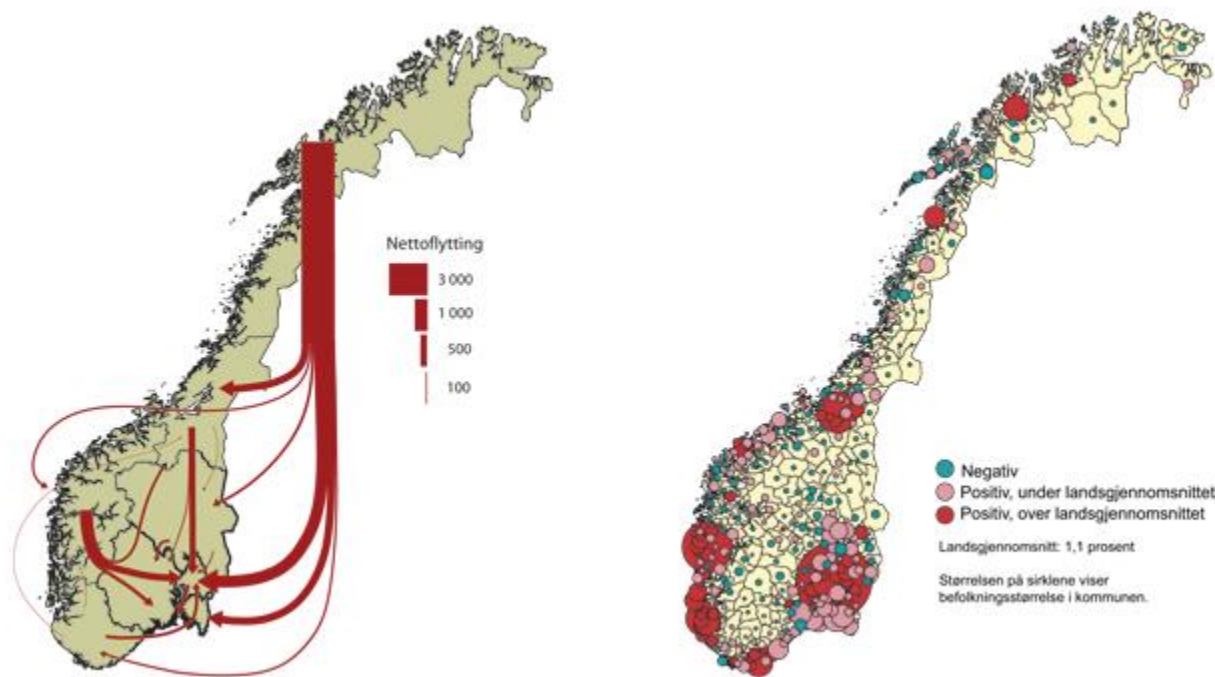 Nettoflytting
3 000
1 000
500
100
Negativ
Positiv, under landsgjennomsnittet
Positiv, over landsgjennomsnittet
Landsgjennomsnitt: 1,1 prosent
Størrelsen på sirklene viser
befolkningsstørrelse i kommunen.